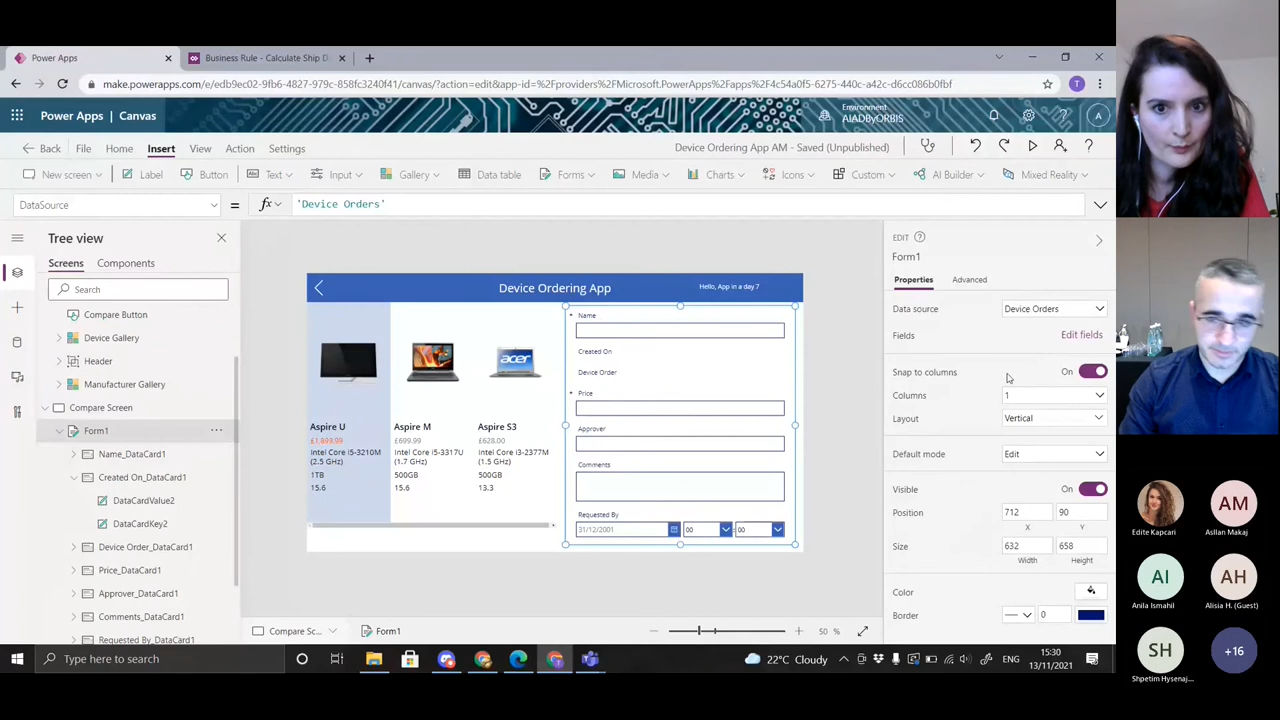 Power Apps
Business Rule - Calculate Ship D
make.powerapps.com/e/edb9ec02-9fb6-4827-979c-858fc3240f41/canvas/?action=edit&app-id=%2Fproviders%2FMicrosoft.PowerApps%2Fapps%2F4c54a0f5-6275-440c-a42c-d6cc086b0fbf
T
Power Apps | Canvas
Environment
AIADByORBIS
A
Back
File
Home
Insert
View
Action
Settings
Device Ordering App AM - Saved (Unpublished)
New screen
Label
Button
Text
Input
Gallery
Data table
Forms
Media
Charts
Icons
Custom
AI Builder
Mixed Reality
DataSource
=
fx
'Device Orders'
Tree view
Screens
Components
Search
Compare Button
Device Gallery
Header
Manufacturer Gallery
Compare Screen
Form1
Name_DataCard1
Created On_DataCard1
DataCardValue2
DataCardKey2
Device Order_DataCard1
Price_DataCard1
Approver_DataCard1
Comments_DataCard1
Requested By_DataCard1
Device Ordering App
Hello, App in a day 7
Aspire U
£1,899.99
Intel Core i5-3210M
(2.5 GHz)
1TB
15.6
Aspire M
£699.99
Intel Core i5-3317U
(1.7 GHz)
500GB
15.6
acer
Aspire S3
£628.00
Intel Core i5-2377M
(1.5 GHz)
500GB
13.3
* Name
Created On
Device Order
* Price
Approver
Comments
Requested By
31/12/2001
00
:
00
Compare Sc...
Form1
50 %
EDIT
Form1
Properties
Advanced
Data source
Device Orders
Fields
Edit fields
Snap to columns
On
Columns
1
Layout
Vertical
Default mode
Edit
Visible
On
Position
712
90
X
Y
Size
632
658
Width
Height
Color
Border
0
Type here to search
22°C Cloudy
ENG
15:30
13/11/2021
Edite Kapcari
AM
Asllan Makaj
AI
Anila Ismahil
AH
Alisia H. (Guest)
SH
Shpetim Hysenaj...
+16